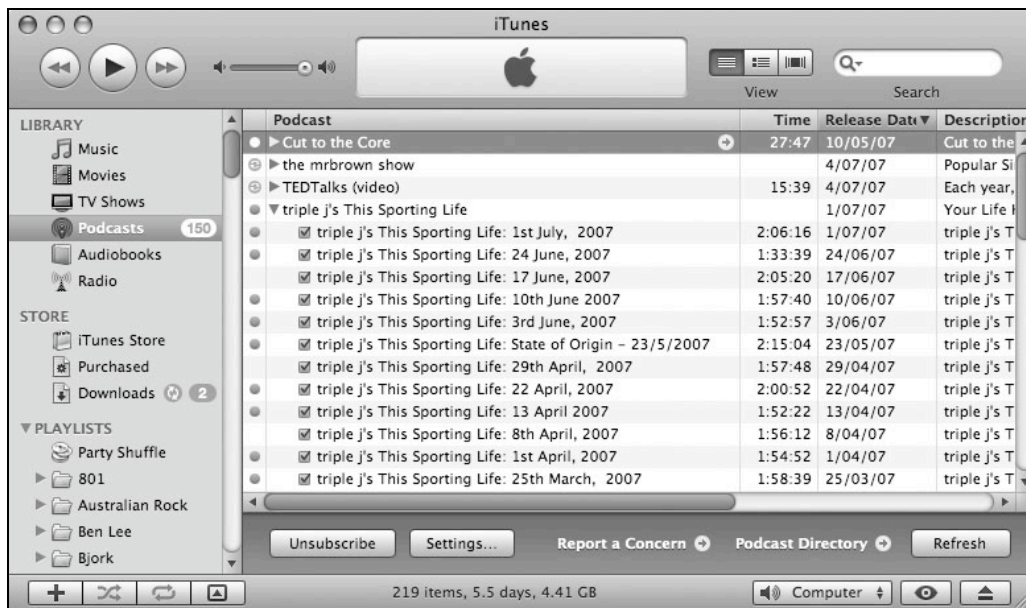 iTunes
View
Search
LIBRARY
Music
Movies
TV Shows
Podcasts 150
Audiobooks
Radio
STORE
iTunes Store
Purchased
Downloads 2
PLAYLISTS
Party Shuffle
801
Australian Rock
Ben Lee
Bjork
Podcast Time Release Date Description
Cut to the Core 27:47 10/05/07 Cut to the
the mrbrown show 4/07/07 Popular Si
TEDTalks (video) 15:39 4/07/07 Each year,
triple j's This Sporting Life 1/07/07 Your Life H
triple j's This Sporting Life: 1st July, 2007 2:06:16 1/07/07 triple j's T
triple j's This Sporting Life: 24 June, 2007 1:33:39 24/06/07 triple j's T
triple j's This Sporting Life: 17 June, 2007 2:05:20 17/06/07 triple j's T
triple j's This Sporting Life: 10th June 2007 1:57:40 10/06/07 triple j's T
triple j's This Sporting Life: 3rd June, 2007 1:52:57 3/06/07 triple j's T
triple j's This Sporting Life: State of Origin - 23/5/2007 2:15:04 23/05/07 triple j's T
triple j's This Sporting Life: 29th April, 2007 1:57:48 29/04/07 triple j's T
triple j's This Sporting Life: 22 April, 2007 2:00:52 22/04/07 triple j's T
triple j's This Sporting Life: 13 April 2007 1:52:22 13/04/07 triple j's T
triple j's This Sporting Life: 8th April, 2007 1:56:12 8/04/07 triple j's T
triple j's This Sporting Life: 1st April, 2007 1:54:52 1/04/07 triple j's T
triple j's This Sporting Life: 25th March, 2007 1:58:39 25/03/07 triple j's T
Unsubscribe Settings... Report a Concern Podcast Directory Refresh
219 items, 5.5 days, 4.41 GB
Computer